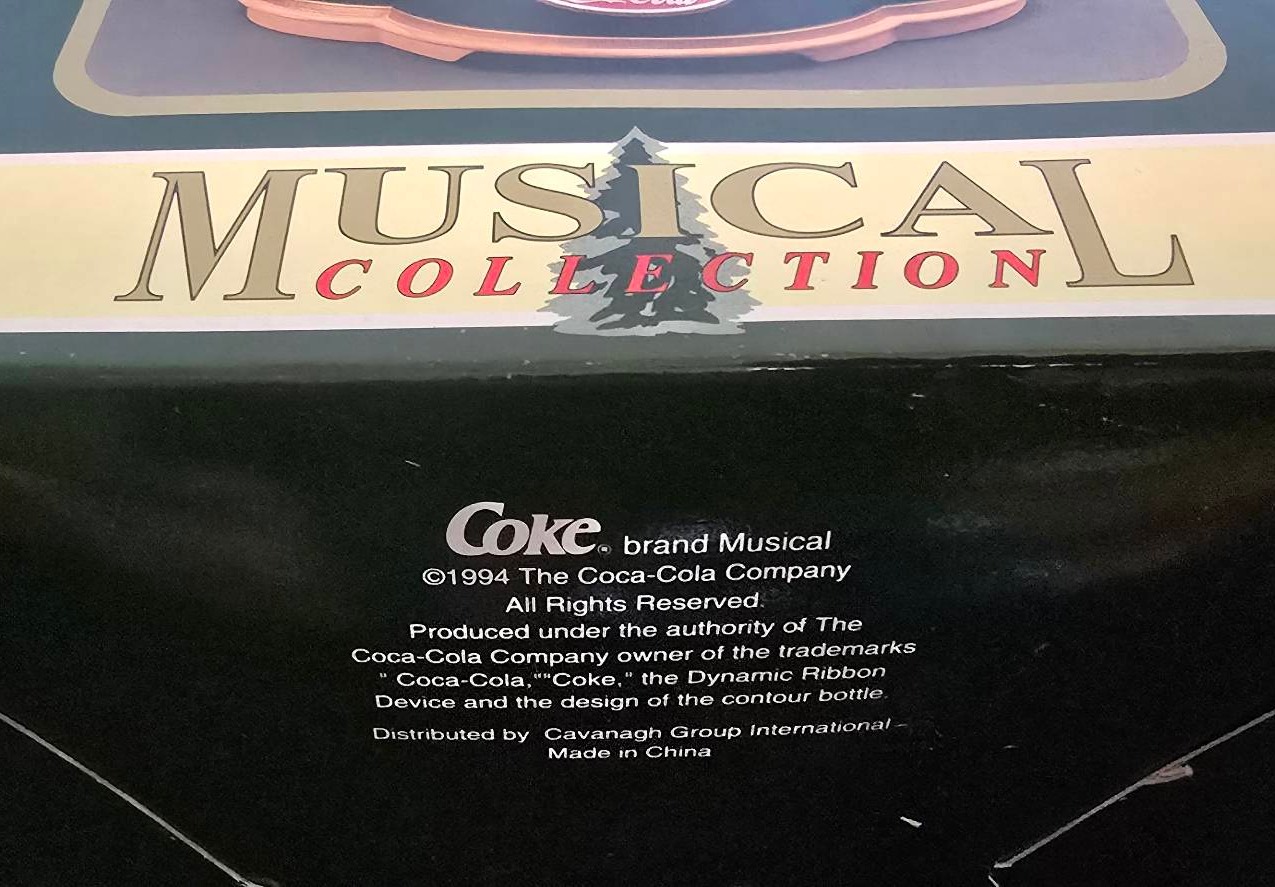 MUSICAL
COLLECTION
Coke® brand Musical
©1994 The Coca-Cola Company
All Rights Reserved.
Produced under the authority of The
Coca-Cola Company owner of the trademarks
" Coca-Cola,""Coke," the Dynamic Ribbon
Device and the design of the contour bottle.
Distributed by Cavanagh Group International
Made in China